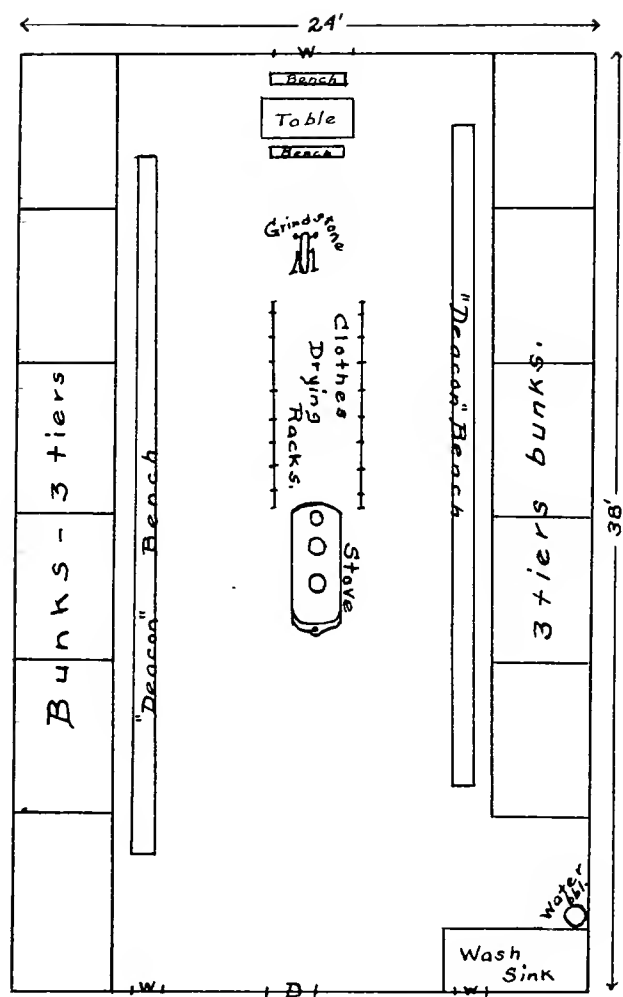 24'
W
Bench
Table
Bench
Grindstone
Clothes
Drying
Racks.
"Deacon" Bench
3 tiers bunks.
38'
Bunks - 3 tiers
"Deacon" Bench
Stove
Water
bbl.
Wash
Sink
W
D
W